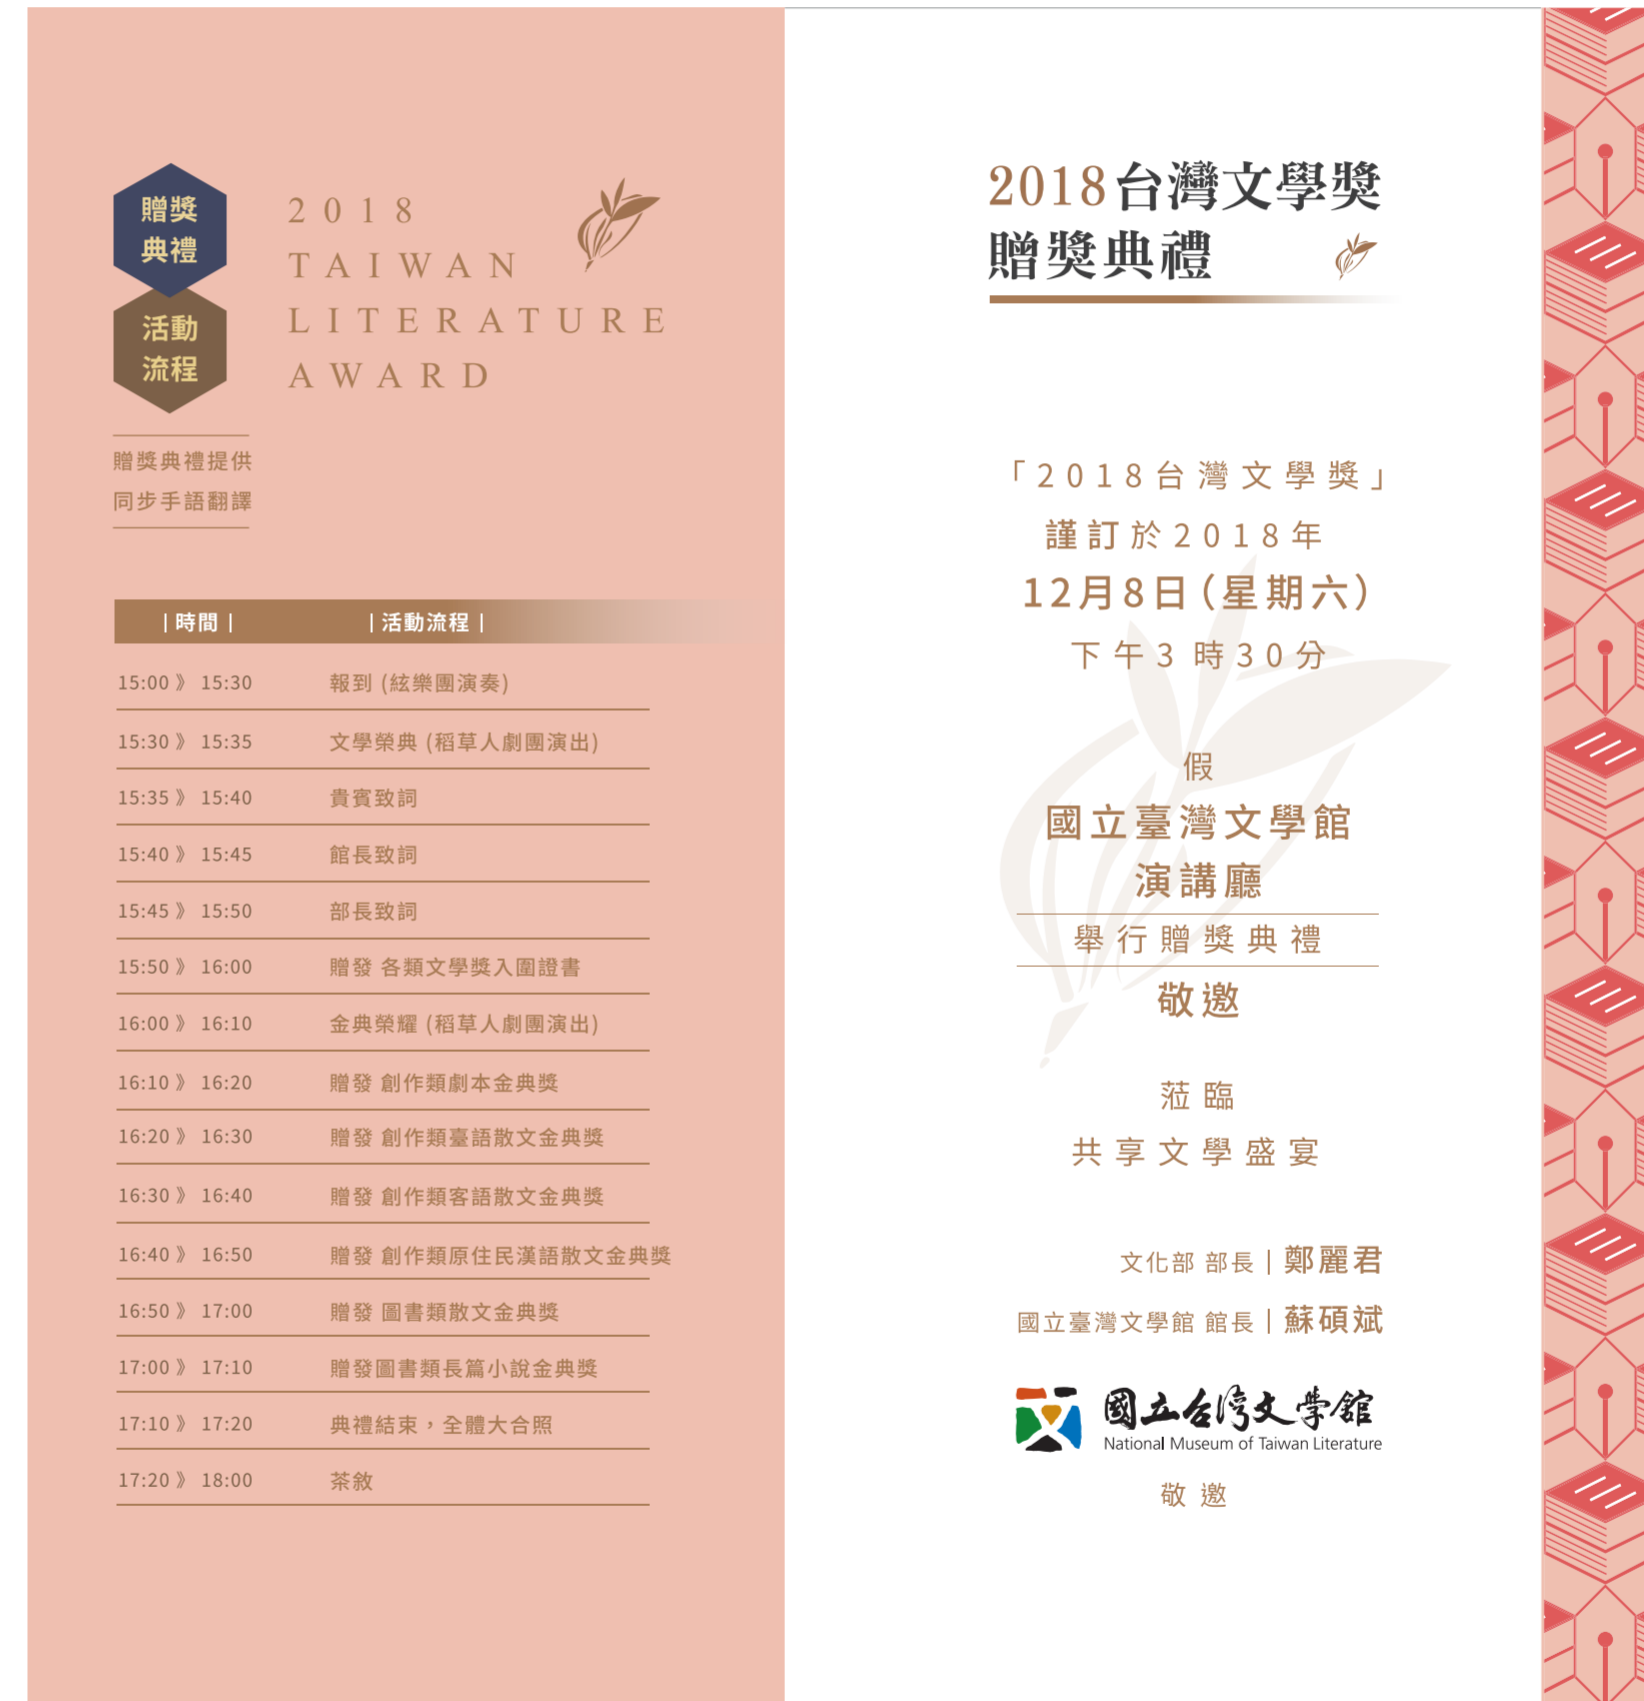 贈獎
典禮
活動
流程
2018
TAIWAN
LITERATURE
AWARD
贈獎典禮提供
同步手語翻譯
|時間| |活動流程|
15:00 》 15:30 報到 (絃樂團演奏)
15:30 》 15:35 文學榮典 (稻草人劇團演出)
15:35 》 15:40 貴賓致詞
15:40 》 15:45 館長致詞
15:45 》 15:50 部長致詞
15:50 》 16:00 贈發 各類文學獎入圍證書
16:00 》 16:10 金典榮耀 (稻草人劇團演出)
16:10 》 16:20 贈發 創作類劇本金典獎
16:20 》 16:30 贈發 創作類臺語散文金典獎
16:30 》 16:40 贈發 創作類客語散文金典獎
16:40 》 16:50 贈發 創作類原住民漢語散文金典獎
16:50 》 17:00 贈發 圖書類散文金典獎
17:00 》 17:10 贈發圖書類長篇小說金典獎
17:10 》 17:20 典禮結束，全體大合照
17:20 》 18:00 茶敘
2018台灣文學獎
贈獎典禮
「2018台灣文學獎」
謹訂於2018年
12月8日（星期六）
下午3 時30分
假
國立臺灣文學館
演講廳
舉行贈獎典禮
敬邀
蒞臨
共享文學盛宴
文化部 部長|鄭麗君
國立臺灣文學館 館長|蘇碩斌
國立台湾文學館
National Museum of Taiwan Literature
敬邀